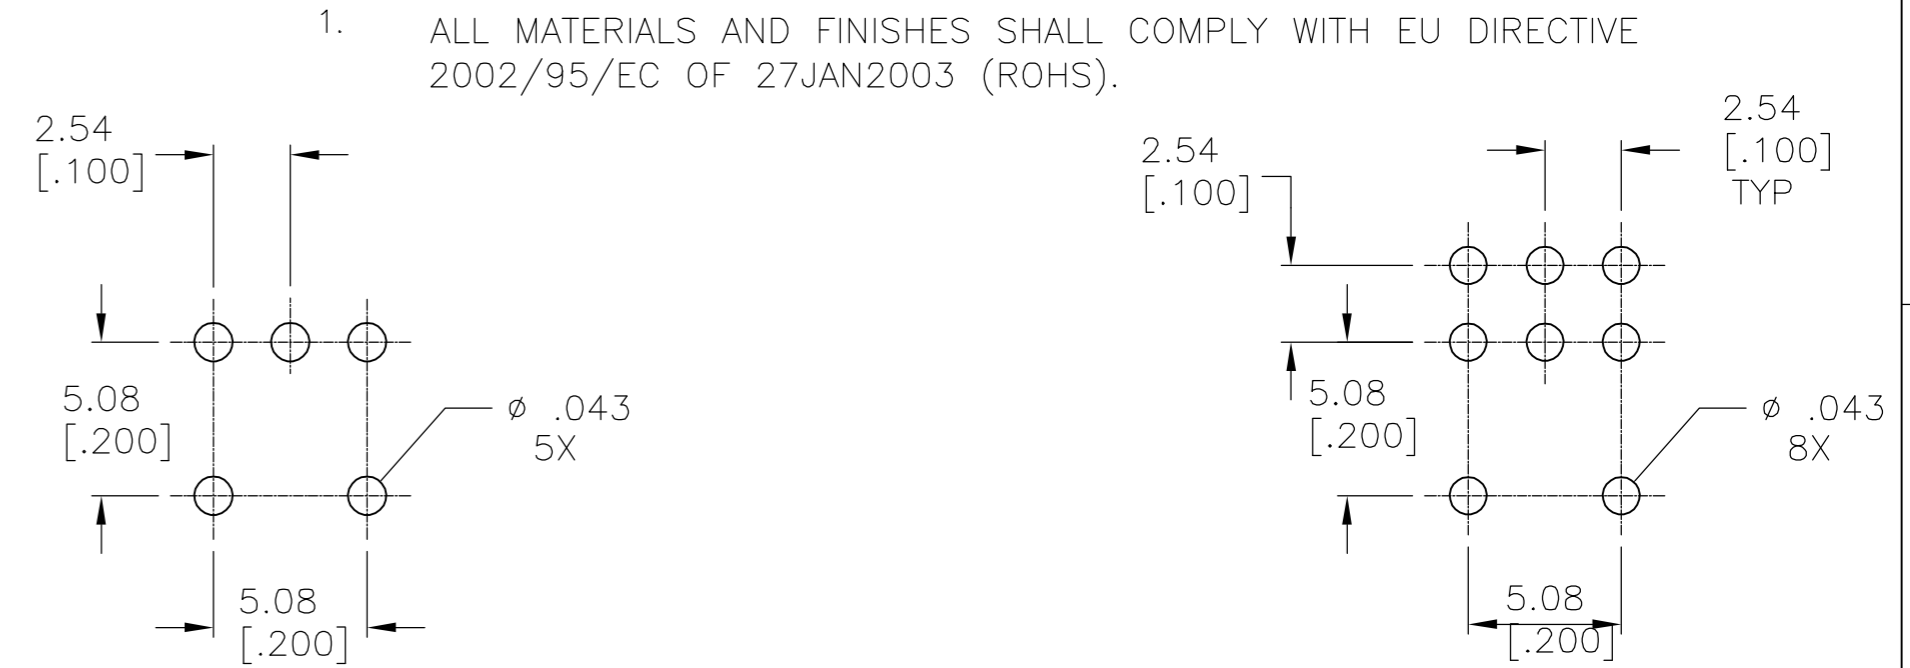 1. ALL MATERIALS AND FINISHES SHALL COMPLY WITH EU DIRECTIVE
2002/95/EC OF 27JAN2003 (ROHS).
2.54
[.100]
5.08
[.200]
ø .043
5X
5.08
[.200]
2.54
[.100]
2.54
[.100]
TYP
5.08
[.200]
ø .043
8X
5.08
[.200]